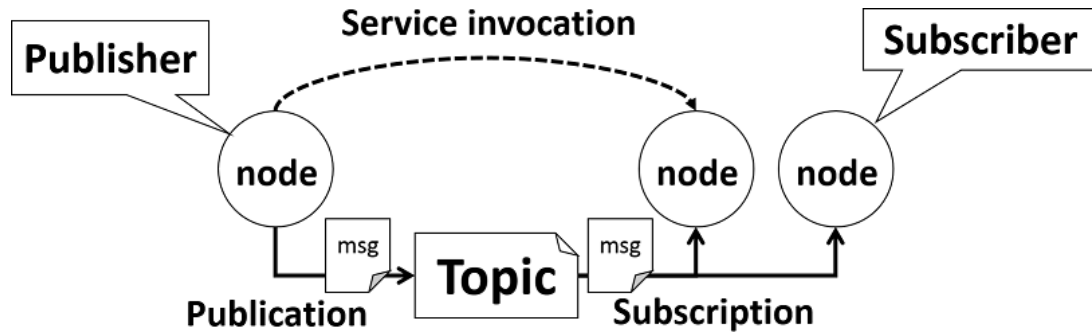 Service invocation
Publisher
Subscriber
node
node
node
msg
Topic
msg
Publication
Subscription